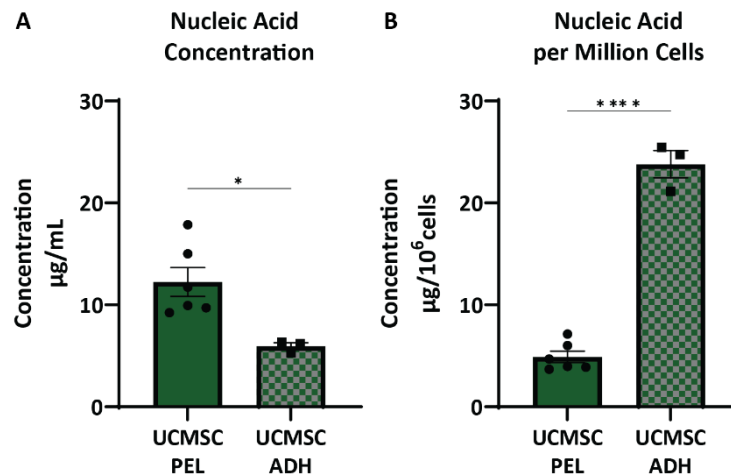 A
Nucleic Acid
Concentration
Concentration
µg/mL
30
20
10
0
*
UCMSC
PEL
UCMSC
ADH
B
Nucleic Acid
per Million Cells
Concentration
µg/10⁶cells
30
20
10
0
****
UCMSC
PEL
UCMSC
ADH